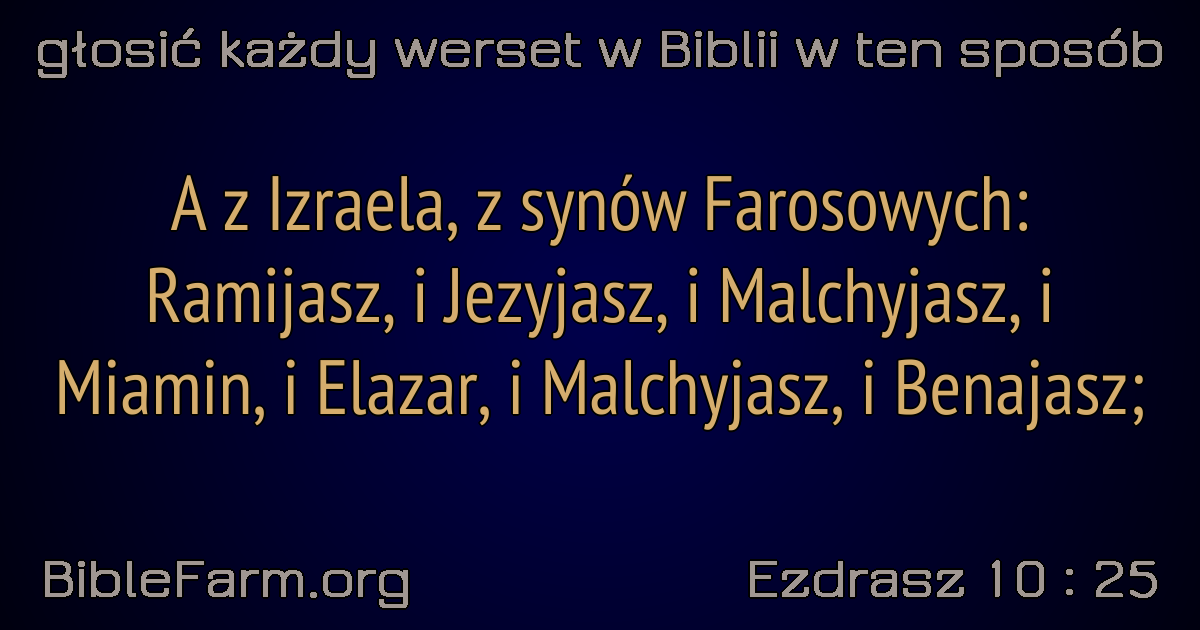 głosić każdy werset w Biblii w ten sposób
A z Izraela, z synów Farosowych:
Ramijasz, i Jezyjasz, i Malchyjasz, i
Miamin, i Elazar, i Malchyjasz, i Benajasz;
BibleFarm.org
Ezdrasz 10 : 25